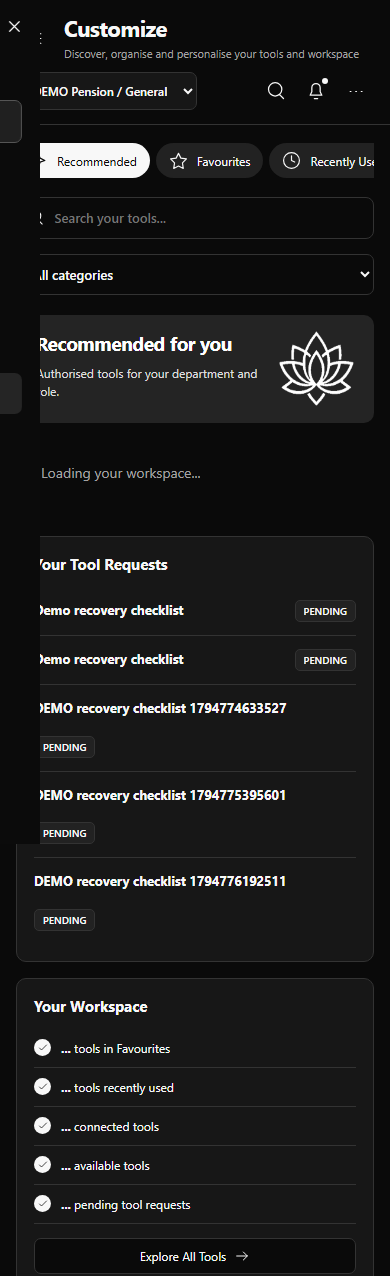 Customize
Discover, organise and personalise your tools and workspace
DEMO Pension / General
Recommended
Favourites
Recently Use
Search your tools...
All categories
Recommended for you
Authorised tools for your department and
role.
Loading your workspace...
Your Tool Requests
Demo recovery checklist
PENDING
Demo recovery checklist
PENDING
DEMO recovery checklist 1794774633527
PENDING
DEMO recovery checklist 1794775395601
PENDING
DEMO recovery checklist 1794776192511
PENDING
Your Workspace
... tools in Favourites
... tools recently used
... connected tools
... available tools
... pending tool requests
Explore All Tools →